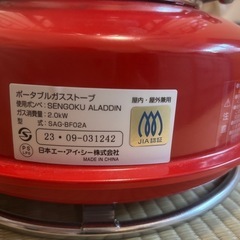 ポータブルガスストーブ
使用ボンベ：SENGOKU ALADDIN
ガス消費量：2.0kW
型式：SAG-BF02A
23・09-031242
PS
LPG
日本エー・アイ・シー株式会社
MADE IN CHINA
屋内・屋外兼用
JIA認証